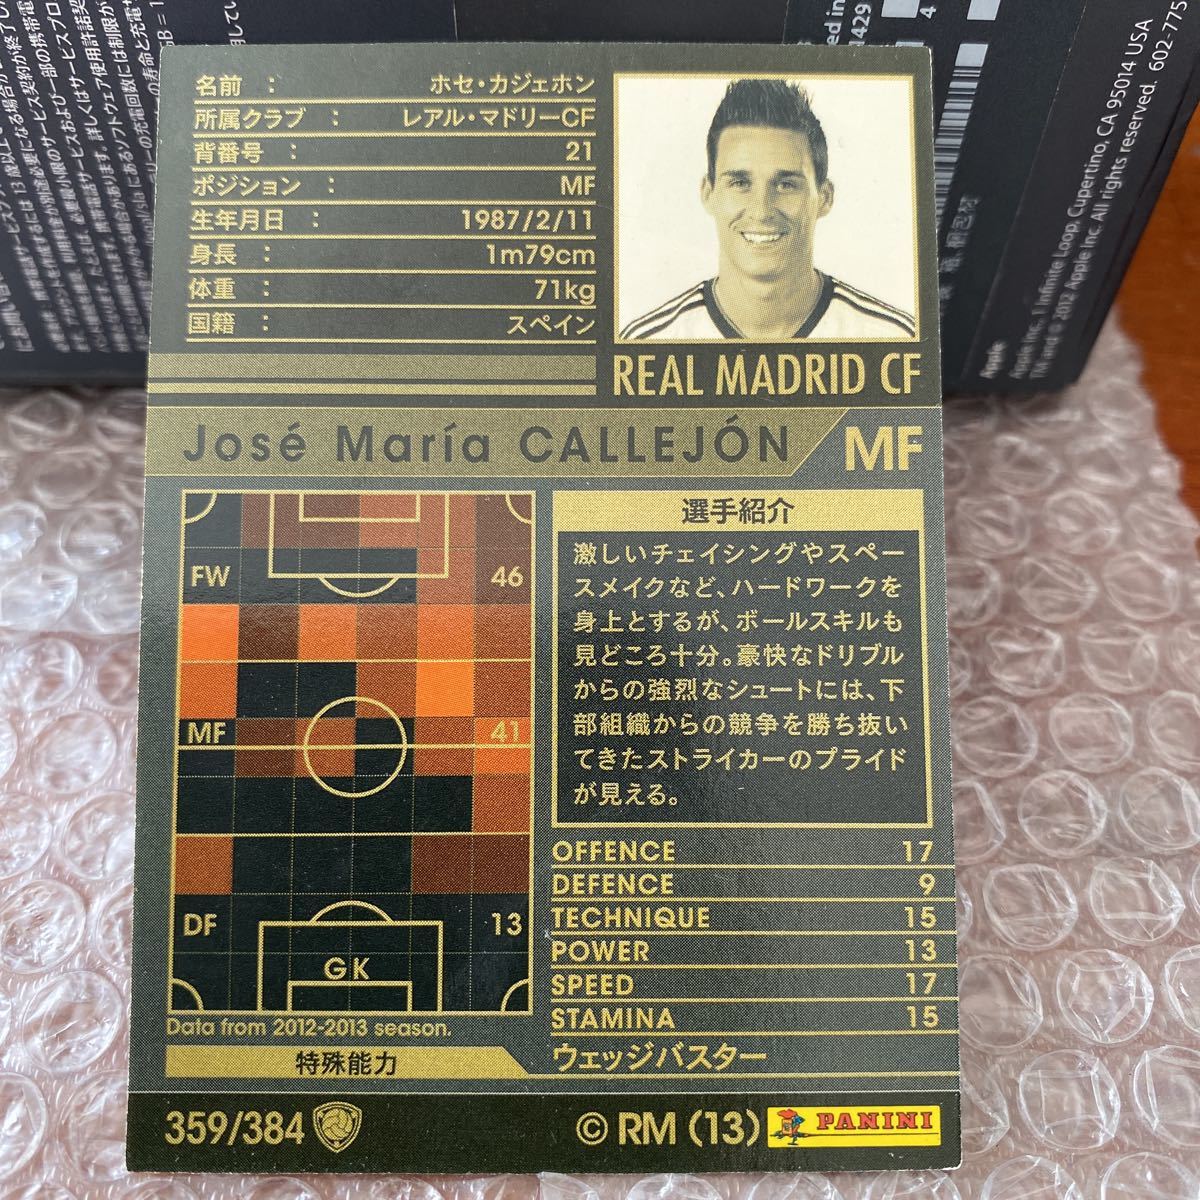 名前 : ホセ・カジェホン
所属クラブ : レアル・マドリーCF
背番号 : 21
ポジション : MF
生年月日 : 1987/2/11
身長 : 1m79cm
体重 : 71kg
国籍 : スペイン
REAL MADRID CF
José María CALLEJÓN MF
FW 46
MF 41
DF 13
GK
Data from 2012-2013 season.
選手紹介
激しいチェイシングやスペー
スメイクなど、ハードワークを
身上とするが、ボールスキルも
見どころ十分。豪快なドリブル
からの強烈なシュートには、下
部組織からの競争を勝ち抜い
てきたストライカーのプライド
が見える。
OFFENCE 17
DEFENCE 9
TECHNIQUE 15
POWER 13
SPEED 17
STAMINA 15
特殊能力 ウェッジバスター
359/384
© RM (13) PANINI
Apple Inc. 1 Infinite Loop, Cupertino, CA 95014 USA
TM and © 2012 Apple Inc. All rights reserved. 602-775